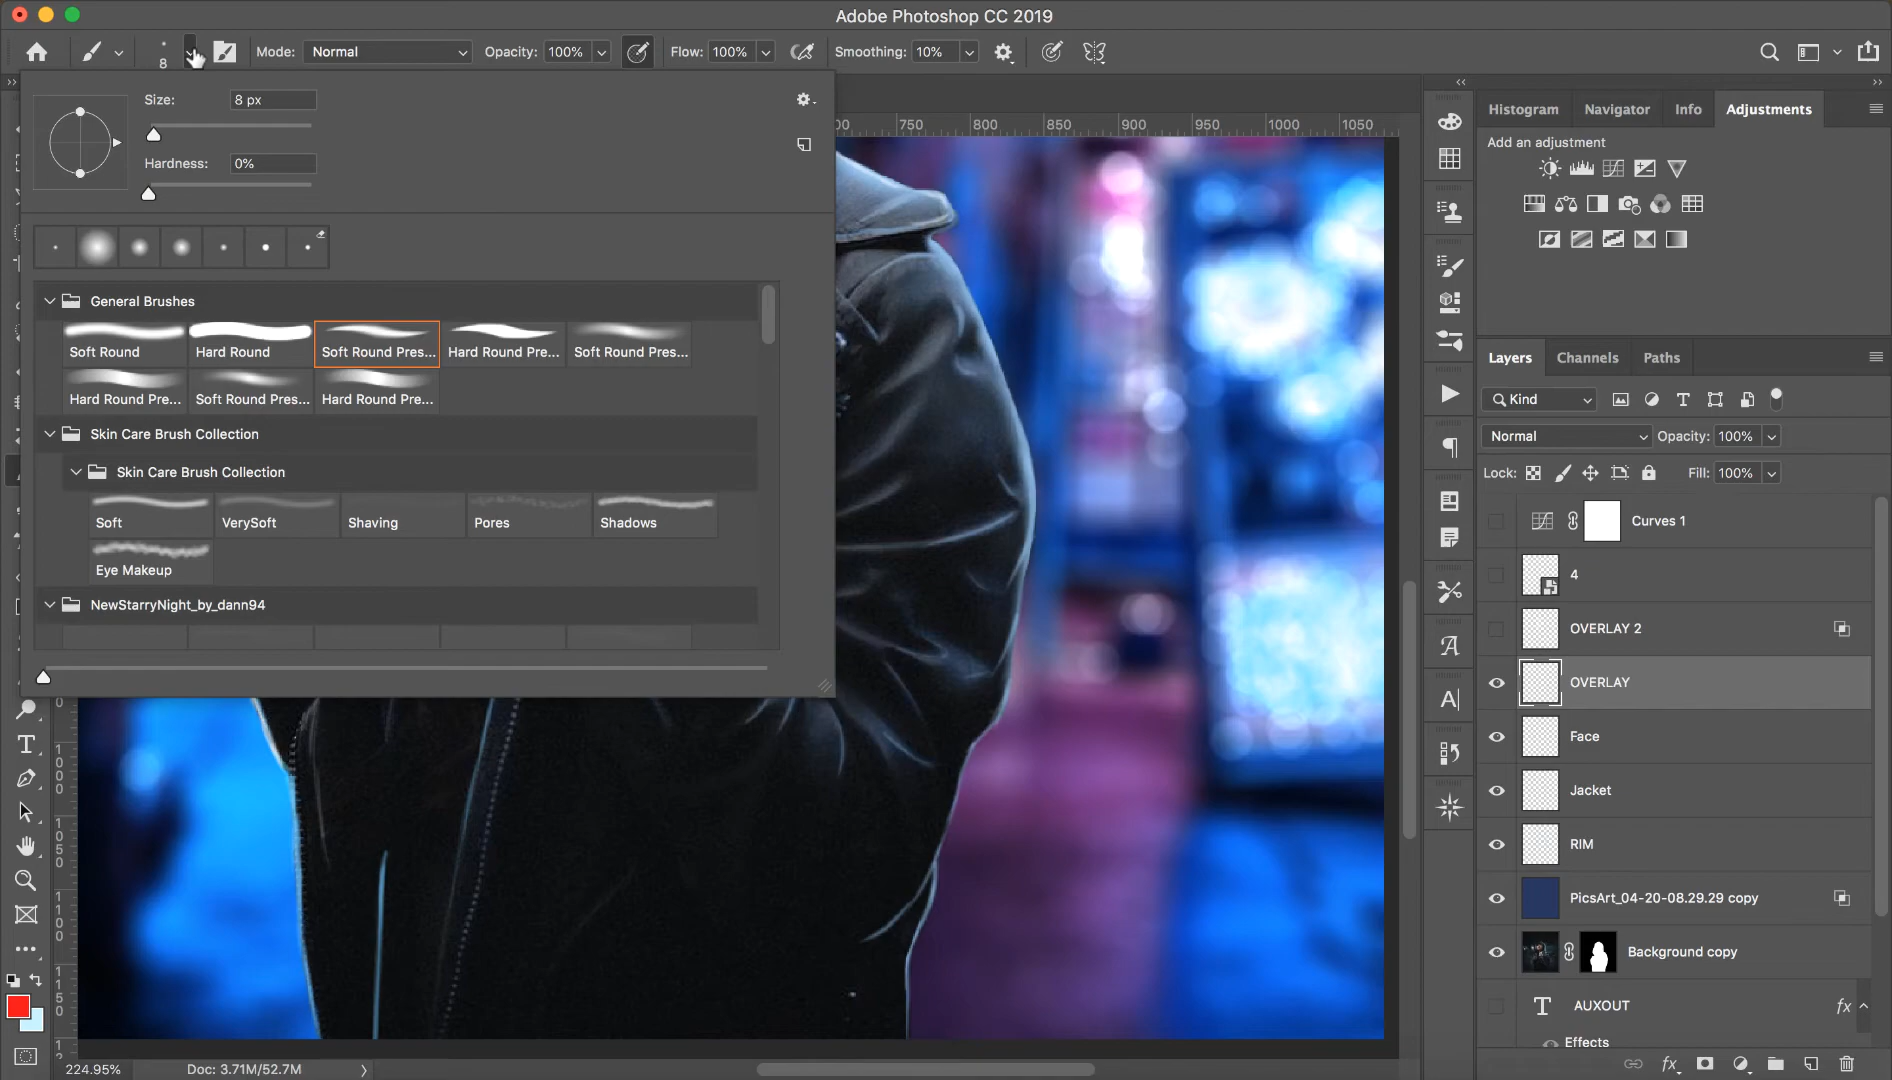 Adobe Photoshop CC 2019
8 Mode: Normal Opacity: 100% Flow: 100% Smoothing: 10%
Size: 8 px
Hardness: 0%
General Brushes
Soft Round Hard Round Soft Round Pres... Hard Round Pre... Soft Round Pres...
Hard Round Pre... Soft Round Pres... Hard Round Pre...
Skin Care Brush Collection
Skin Care Brush Collection
Soft VerySoft Shaving Pores Shadows
Eye Makeup
NewStarryNight_by_dann94
750 800 850 900 950 1000 1050
Histogram Navigator Info Adjustments
Add an adjustment
Layers Channels Paths
Kind
Normal Opacity: 100%
Lock: Fill: 100%
Curves 1
4
OVERLAY 2
OVERLAY
Face
Jacket
RIM
PicsArt_04-20-08.29.29 copy
Background copy
AUXOUT fx
Effects
224.95% Doc: 3.71M/52.7M